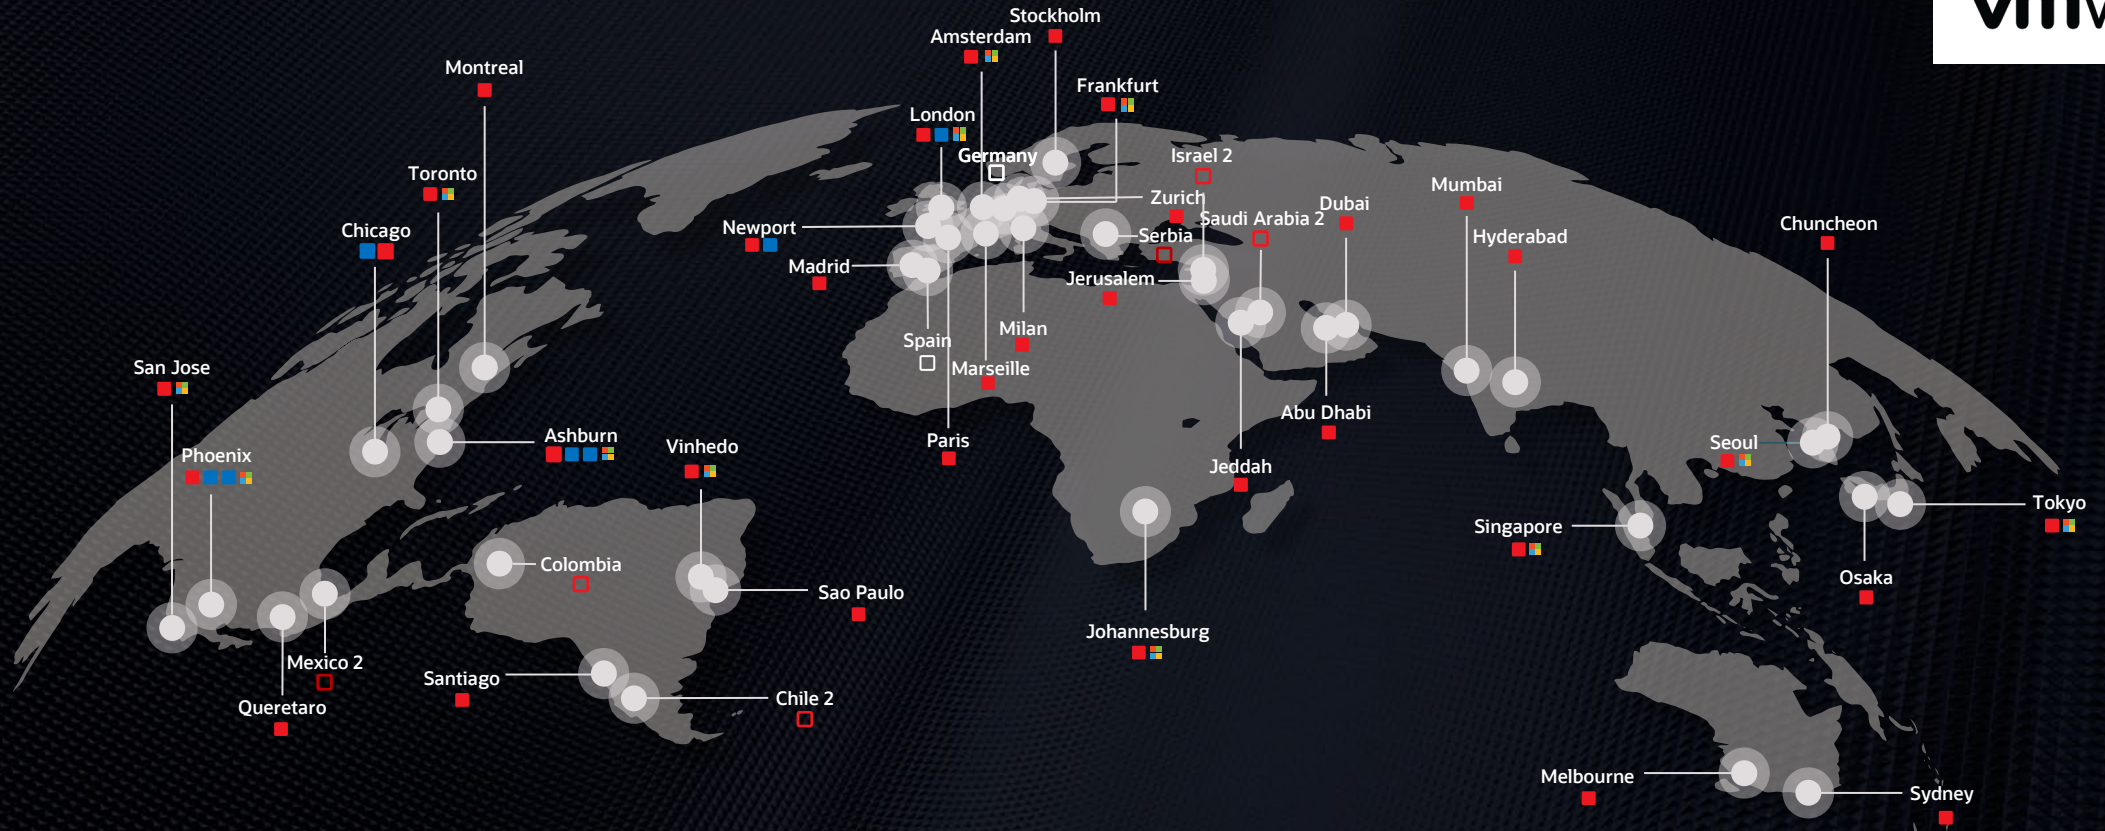 Stockholm
Amsterdam
Montreal
Frankfurt
London
Germany
Israel 2
Toronto
Mumbai
Zurich
Dubai
Saudi Arabia 2
Chuncheon
Newport
Chicago
Serbia
Hyderabad
Madrid
Jerusalem
Milan
Spain
San Jose
Marseille
Abu Dhabi
Ashburn
Paris
Seoul
Vinhedo
Phoenix
Jeddah
Tokyo
Singapore
Colombia
Osaka
Sao Paulo
Johannesburg
Mexico 2
Santiago
Chile 2
Queretaro
Melbourne
Sydney